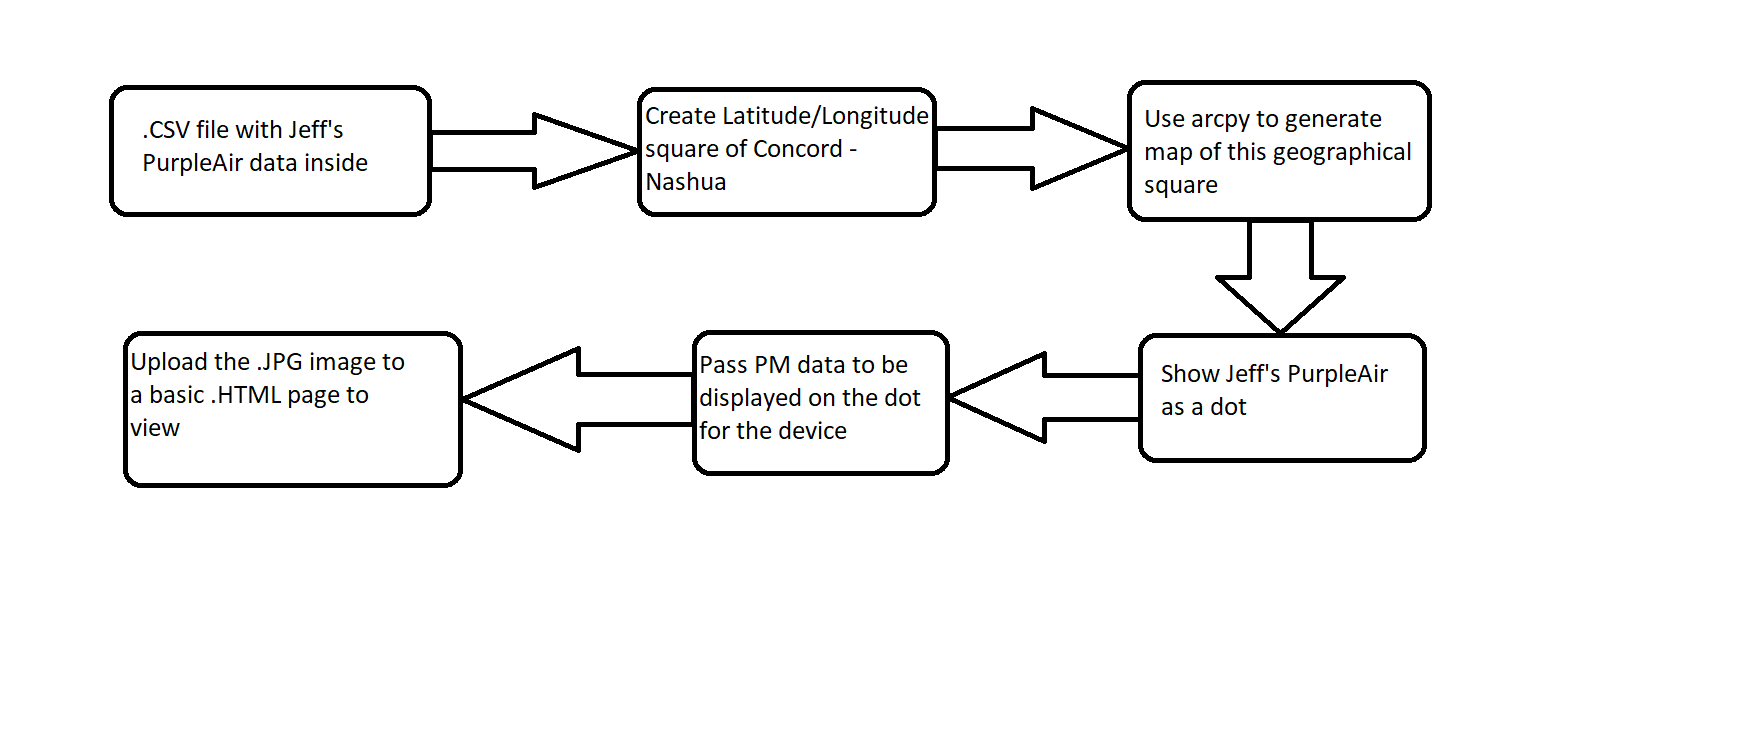 .CSV file with Jeff's
PurpleAir data inside
Create Latitude/Longitude
square of Concord -
Nashua
Use arcpy to generate
map of this geographical
square
Show Jeff's PurpleAir
as a dot
Pass PM data to be
displayed on the dot
for the device
Upload the .JPG image to
a basic .HTML page to
view